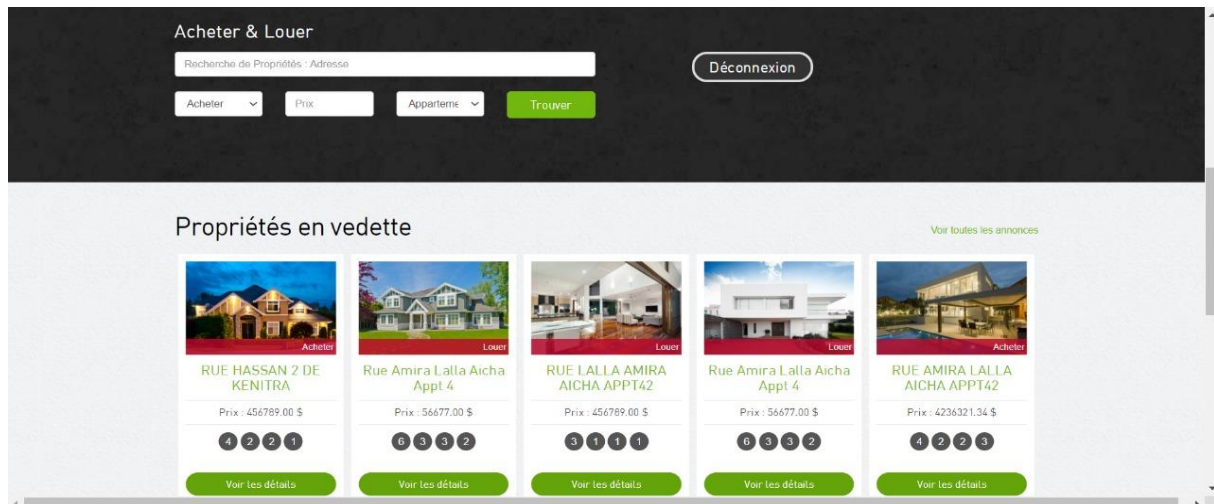 Acheter & Louer
Recherche de Propriétés : Adresse
Déconnexion
Acheter
Prix
Apparteme
Trouver
Propriétés en vedette
Voir toutes les annonces
Acheter
Louer
Louer
Louer
Acheter
RUE HASSAN 2 DE
KENITRA
Prix : 456789.00 $
4 2 2 1
Voir les détails
Rue Amira Lalla Aicha
Appt 4
Prix : 56677.00 $
6 3 3 2
Voir les détails
RUE LALLA AMIRA
AICHA APPT42
Prix : 456789.00 $
3 1 1 1
Voir les détails
Rue Amira Lalla Aicha
Appt 4
Prix : 56677.00 $
6 3 3 2
Voir les détails
RUE AMIRA LALLA
AICHA APPT42
Prix : 4236321.34 $
4 2 2 3
Voir les détails